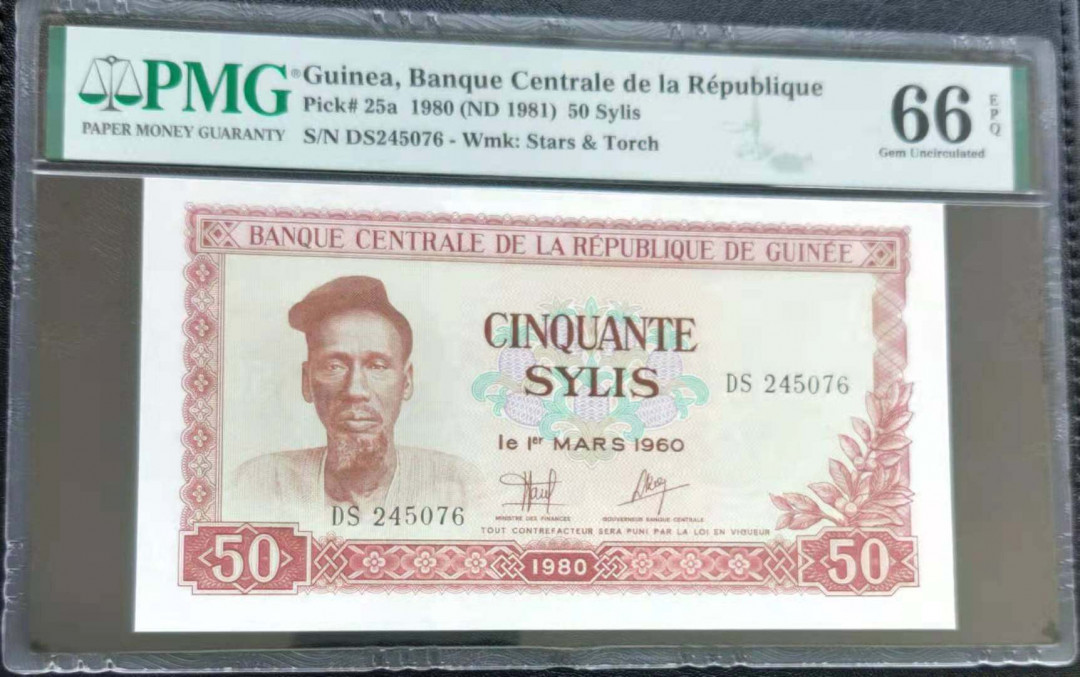 PMG® Guinea, Banque Centrale de la République
Pick# 25a 1980 (ND 1981) 50 Sylis
PAPER MONEY GUARANTY
S/N DS245076 - Wmk: Stars & Torch
66 EPQ
Gem Uncirculated
BANQUE CENTRALE DE LA RÉPUBLIQUE DE GUINÉE
CINQUANTE
SYLIS
DS 245076
le 1er MARS 1960
DS 245076
MINISTRE DES FINANCES GOUVERNEUR BANQUE CENTRALE
TOUT CONTREFACTEUR SERA PUNI PAR LA LOI EN VIGUEUR
50 1980 50